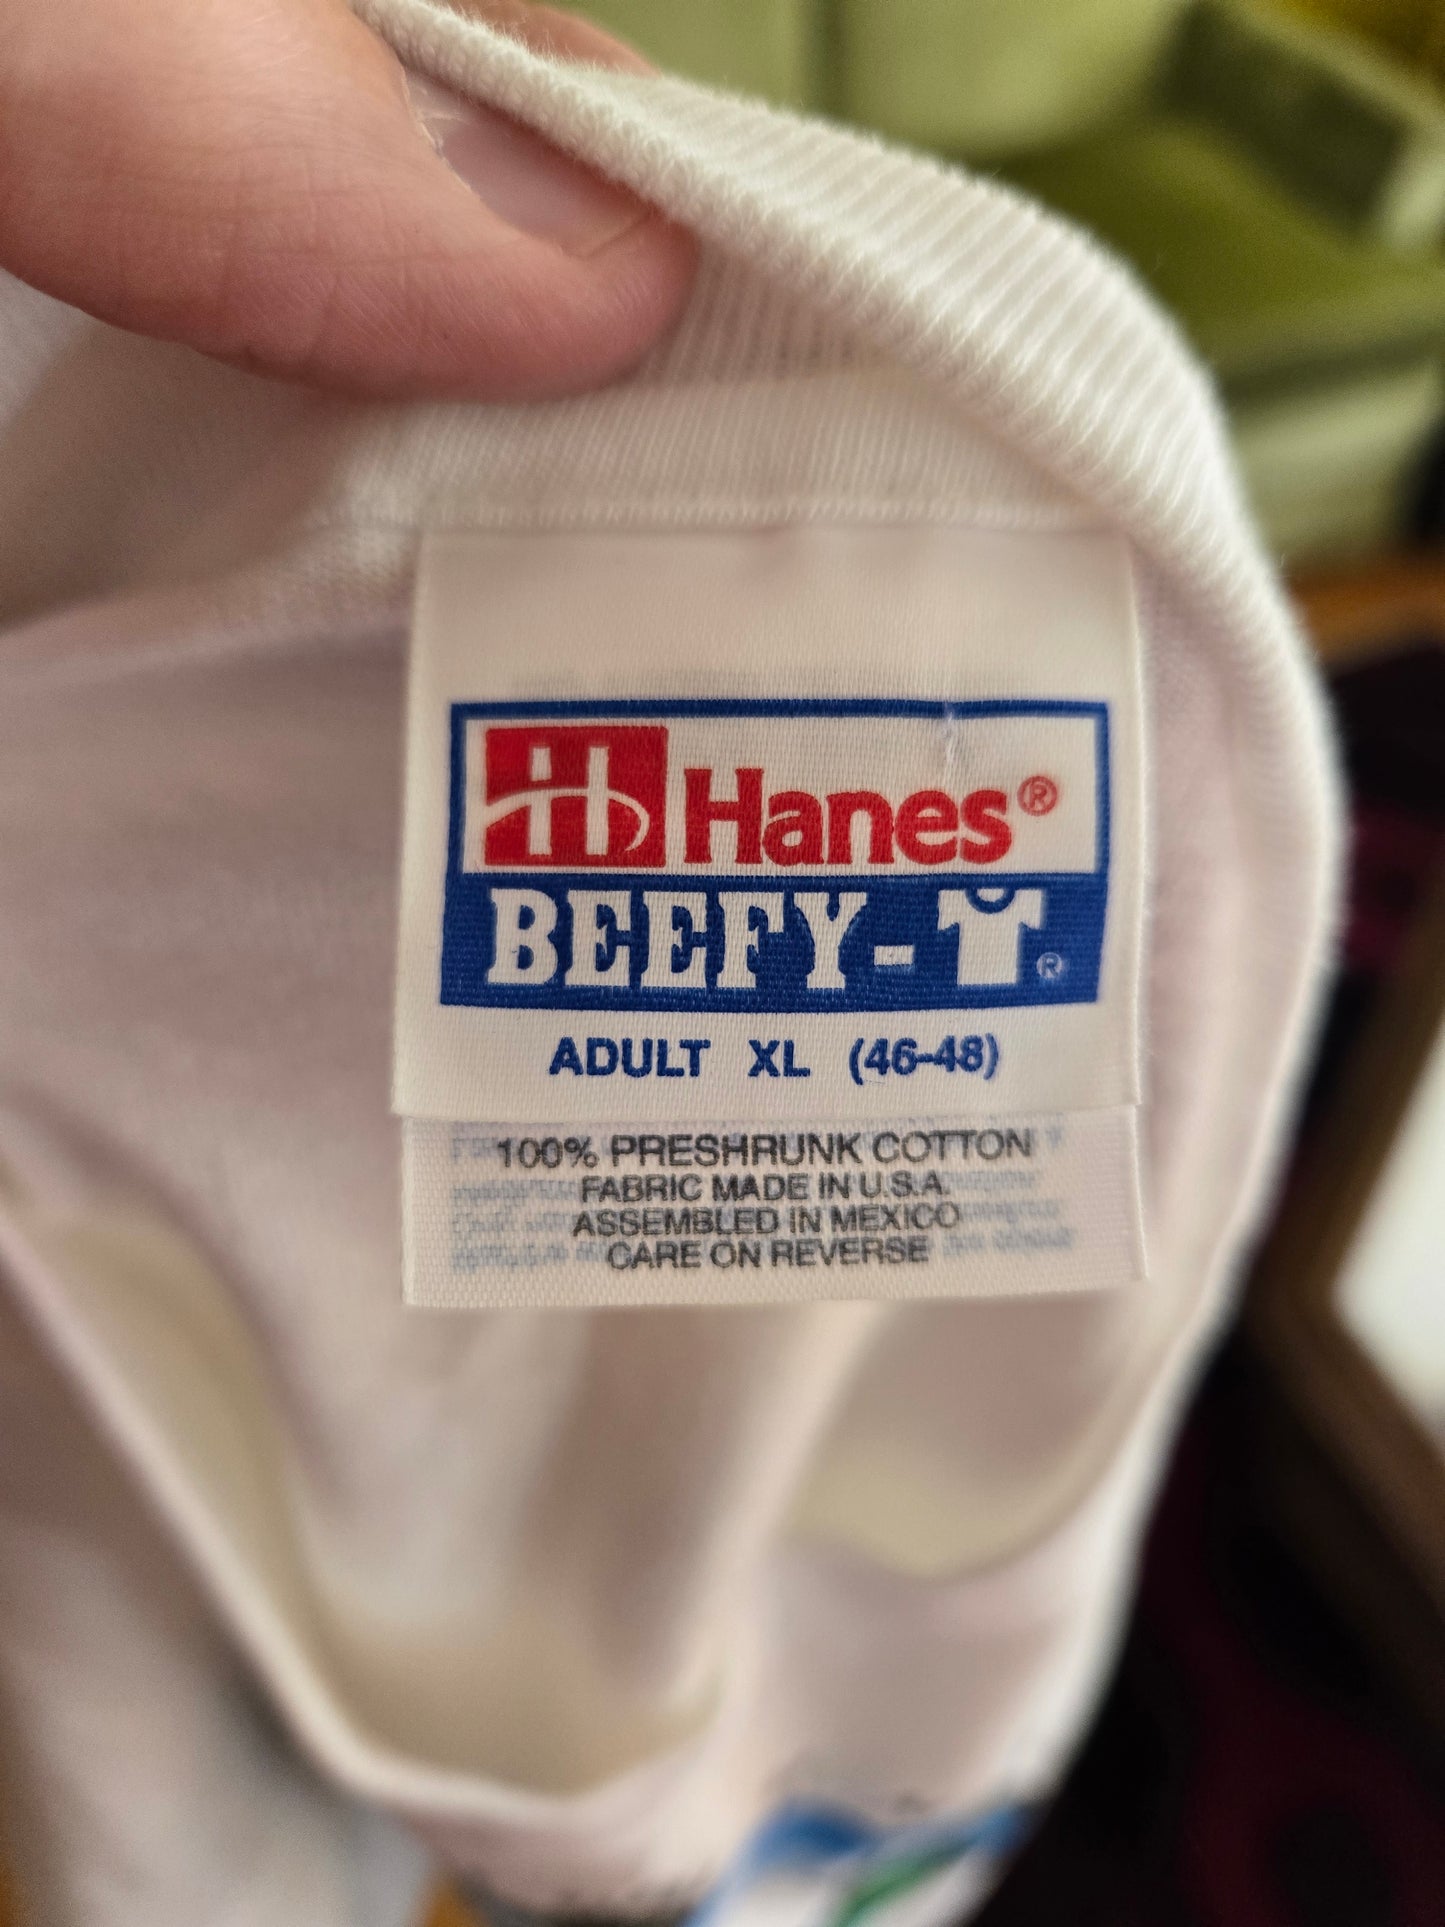 H Hanes®
BEEFY-T®
ADULT XL (46-48)
100% PRESHRUNK COTTON
FABRIC MADE IN U.S.A.
ASSEMBLED IN MEXICO
CARE ON REVERSE